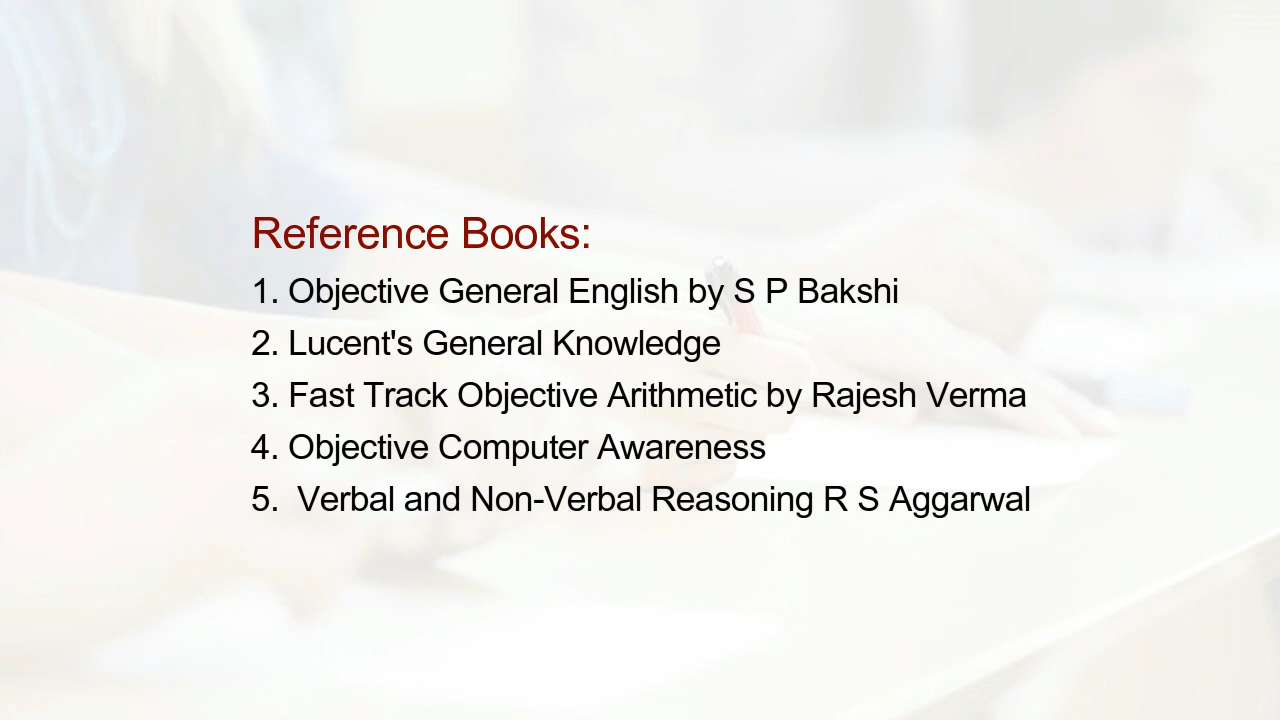 Reference Books:
1. Objective General English by S P Bakshi
2. Lucent's General Knowledge
3. Fast Track Objective Arithmetic by Rajesh Verma
4. Objective Computer Awareness
5.  Verbal and Non-Verbal Reasoning R S Aggarwal